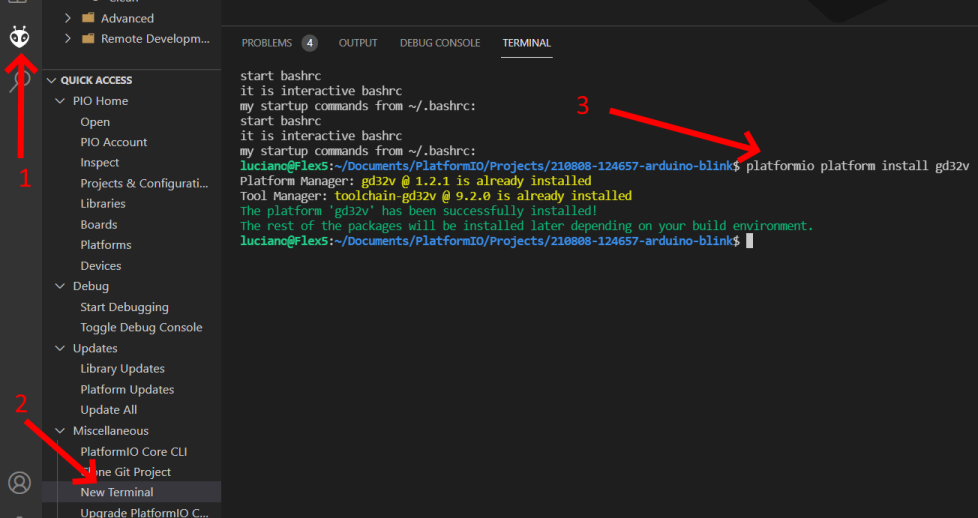 Clean
Advanced
Remote Developm...
QUICK ACCESS
PIO Home
Open
PIO Account
Inspect
Projects & Configurati...
Libraries
Boards
Platforms
Devices
Debug
Start Debugging
Toggle Debug Console
Updates
Library Updates
Platform Updates
Update All
Miscellaneous
PlatformIO Core CLI
Clone Git Project
New Terminal
Upgrade PlatformIO C...
1
2
3
PROBLEMS 4 OUTPUT DEBUG CONSOLE TERMINAL
start bashrc
it is interactive bashrc
my startup commands from ~/.bashrc:
start bashrc
it is interactive bashrc
my startup commands from ~/.bashrc:
luciano@Flex5:~/Documents/PlatformIO/Projects/210808-124657-arduino-blink$ platformio platform install gd32v
Platform Manager: gd32v @ 1.2.1 is already installed
Tool Manager: toolchain-gd32v @ 9.2.0 is already installed
The platform 'gd32v' has been successfully installed!
The rest of the packages will be installed later depending on your build environment.
luciano@Flex5:~/Documents/PlatformIO/Projects/210808-124657-arduino-blink$